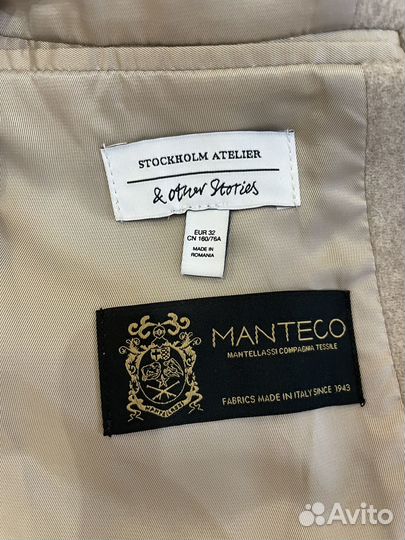 STOCKHOLM ATELIER
& Other Stories
EUR 32
CN 160/76A
MADE IN
ROMANIA
MANTECO
MANTELLASSI COMPAGNIA TESSILE
MANTELLASSI
FABRICS MADE IN ITALY SINCE 1943
Avito